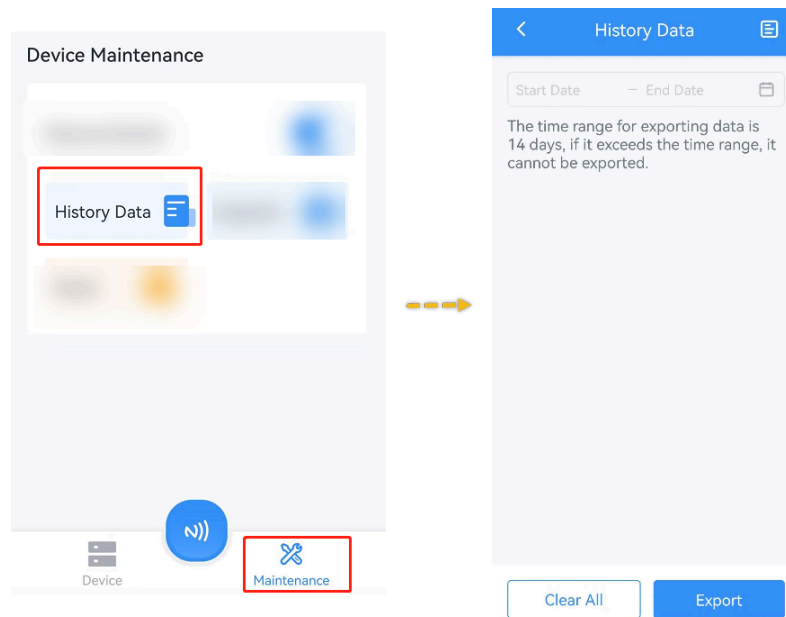 Device Maintenance
History Data
Device
Maintenance
History Data
Start Date – End Date
The time range for exporting data is
14 days, if it exceeds the time range, it
cannot be exported.
Clear All
Export